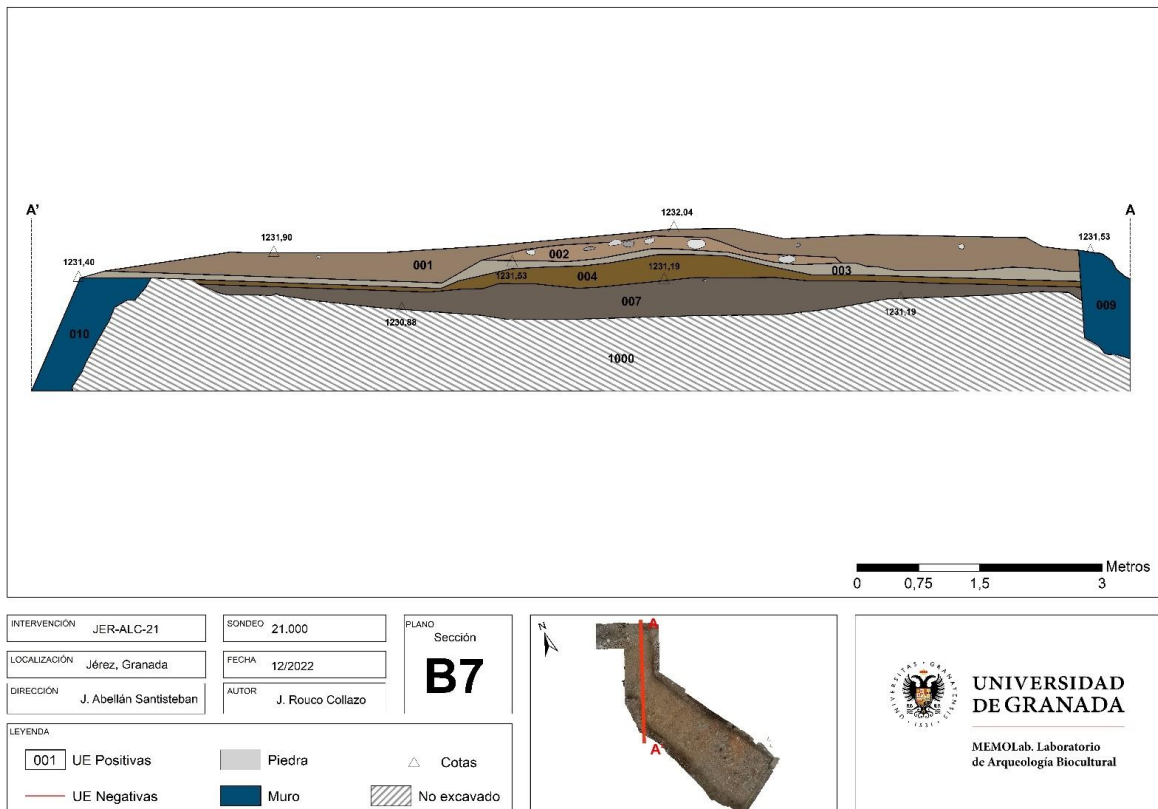 A'
A
1232,04
1231,90
1231,53
1231,40
002
001
1231,53
004
1231,19
003
007
1230,88
1231,19
010
009
1000
Metros
0 0,75 1,5 3
INTERVENCIÓN JER-ALC-21
SONDEO 21.000
LOCALIZACIÓN Jérez, Granada
FECHA 12/2022
DIRECCIÓN J. Abellán Santisteban
AUTOR J. Rouco Collazo
PLANO
Sección
B7
LEYENDA
001 UE Positivas
Piedra
Cotas
UE Negativas
Muro
No excavado
N
A
A'
UNIVERSITAS GRANATENSIS
1531
UNIVERSIDAD
DE GRANADA
MEMOLab. Laboratorio
de Arqueología Biocultural